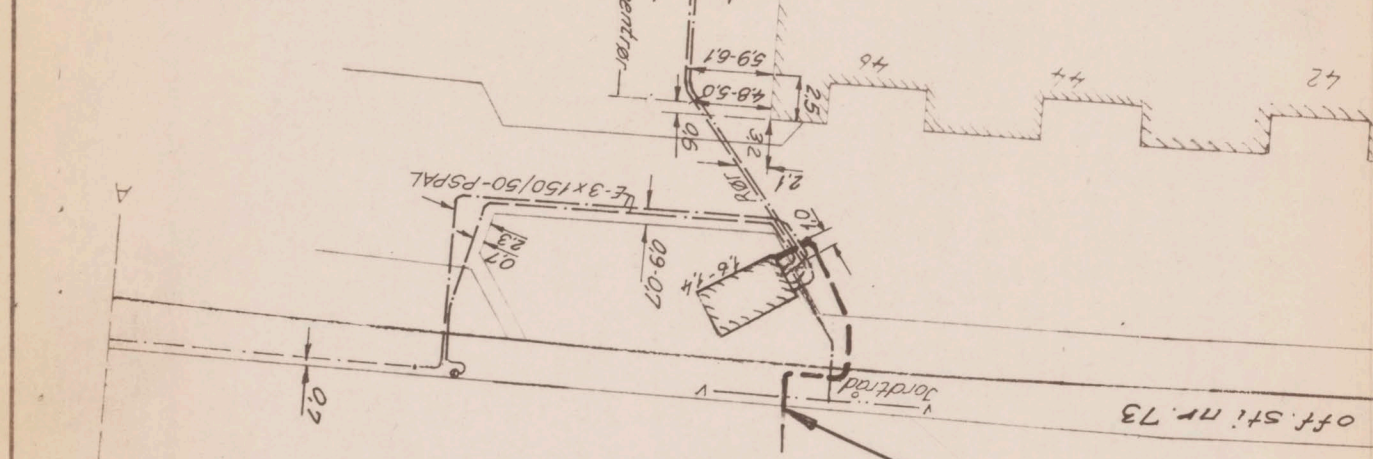 off. sti nr. 73
Jordtråd
v
v
0,7
1,6-1,4
1,0
0,9-0,7
0,7
2,3
E-3x150/50-PSPAL
A
Rør
2,1
3,2
0,6
42
44
46
4,8-5,0
2,5
5,9-6,1
entrør